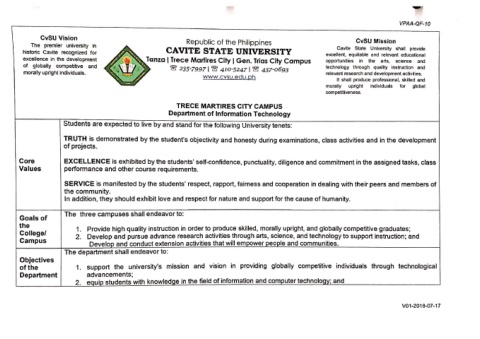 VPAA-QF-10
CvSU Vision
The premier university in
historic Cavite recognized for
excellence in the development
of globally competitive and
morally upright individuals.
Republic of the Philippines
CAVITE STATE UNIVERSITY
Tanza | Trece Martires City | Gen. Trias City Campus
☏ 235-7997 | ☏ 410-5247 | ☏ 437-0693
www.cvsu.edu.ph
CvSU Mission
Cavite State University shall provide
excellent, equitable and relevant educational
opportunities in the arts, science and
technology through quality instruction and
relevant research and development activities.
It shall produce professional, skilled and
morally upright individuals for global
competitiveness.
TRECE MARTIRES CITY CAMPUS
Department of Information Technology
Core
Values
Students are expected to live by and stand for the following University tenets:
TRUTH is demonstrated by the student's objectivity and honesty during examinations, class activities and in the development
of projects.
EXCELLENCE is exhibited by the students' self-confidence, punctuality, diligence and commitment in the assigned tasks, class
performance and other course requirements.
SERVICE is manifested by the students' respect, rapport, fairness and cooperation in dealing with their peers and members of
the community.
In addition, they should exhibit love and respect for nature and support for the cause of humanity.
Goals of
the
College/
Campus
The three campuses shall endeavor to:
1. Provide high quality instruction in order to produce skilled, morally upright, and globally competitive graduates;
2. Develop and pursue advance research activities through arts, science, and technology to support instruction; and
Develop and conduct extension activities that will empower people and communities.
Objectives
of the
Department
The department shall endeavor to:
1. support the university's mission and vision in providing globally competitive individuals through technological
advancements;
2. equip students with knowledge in the field of information and computer technology; and
V01-2018-07-17